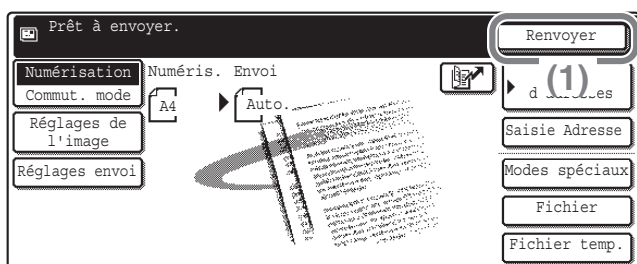 Prêt à envoyer.
Renvoyer
Numérisation
Commut. mode
Numéris. Envoi
A4
Auto.
(1)
Réglages de
l'image
Saisie Adresse
Réglages envoi
Modes spéciaux
Fichier
Fichier temp.